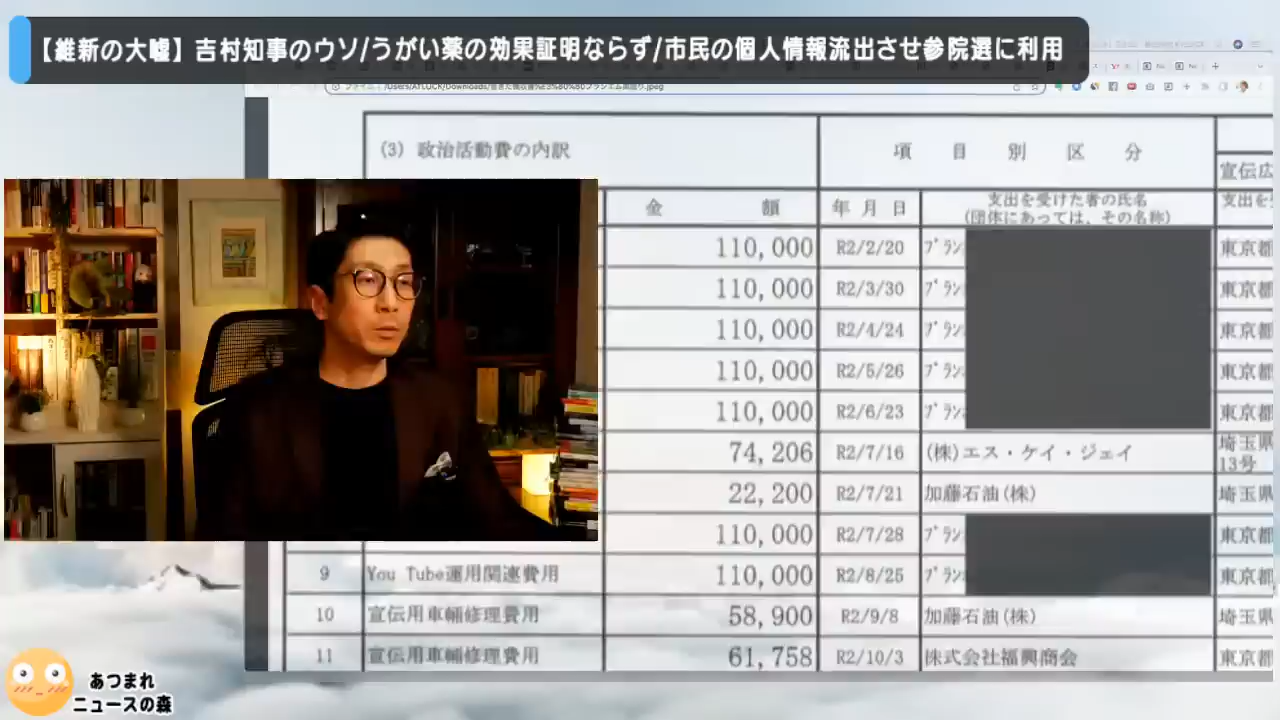 【維新の大嘘】吉村知事のウソ/うがい薬の効果証明ならず/市民の個人情報流出させ参院選に利用
(3) 政治活動費の内訳
項目別区分
宣伝広
金額
年月日
支出を受けた者の氏名
(団体にあっては、その名称)
支出を
110,000 R2/2/20 ﾌﾟﾗﾝ 東京都
110,000 R2/3/30 ﾌﾟﾗﾝ 東京都
110,000 R2/4/24 ﾌﾟﾗﾝ 東京都
110,000 R2/5/26 ﾌﾟﾗﾝ 東京都
110,000 R2/6/23 ﾌﾟﾗﾝ 東京都
74,206 R2/7/16 (株)エス・ケイ・ジェイ 埼玉県
13号
22,200 R2/7/21 加藤石油(株) 埼玉県
110,000 R2/7/28 ﾌﾟﾗﾝ 東京都
9 You Tube運用関連費用 110,000 R2/8/25 ﾌﾟﾗﾝ 東京都
10 宣伝用車輛修理費用 58,900 R2/9/8 加藤石油(株) 埼玉県
11 宣伝用車輛修理費用 61,758 R2/10/3 株式会社福興商会 東京都
あつまれ
ニュースの森